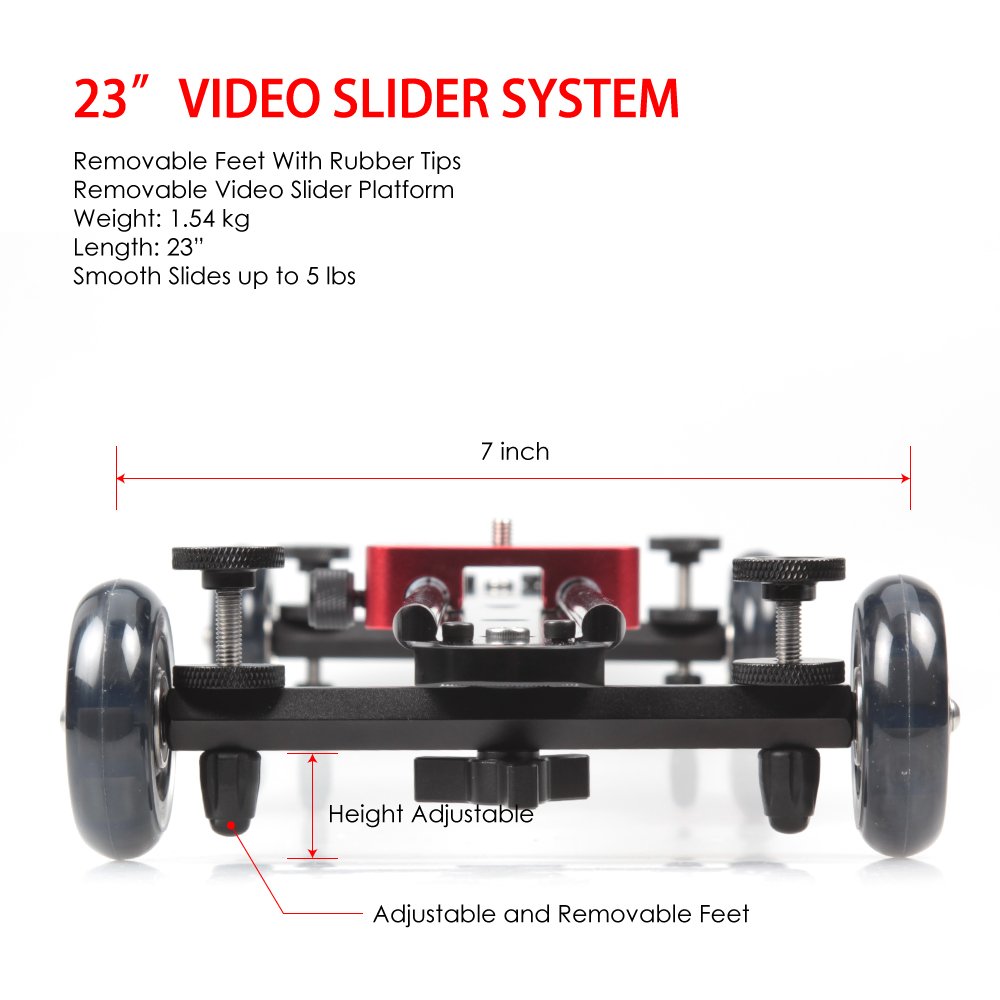 23” VIDEO SLIDER SYSTEM
Removable Feet With Rubber Tips
Removable Video Slider Platform
Weight: 1.54 kg
Length: 23”
Smooth Slides up to 5 lbs
7 inch
Height Adjustable
Adjustable and Removable Feet